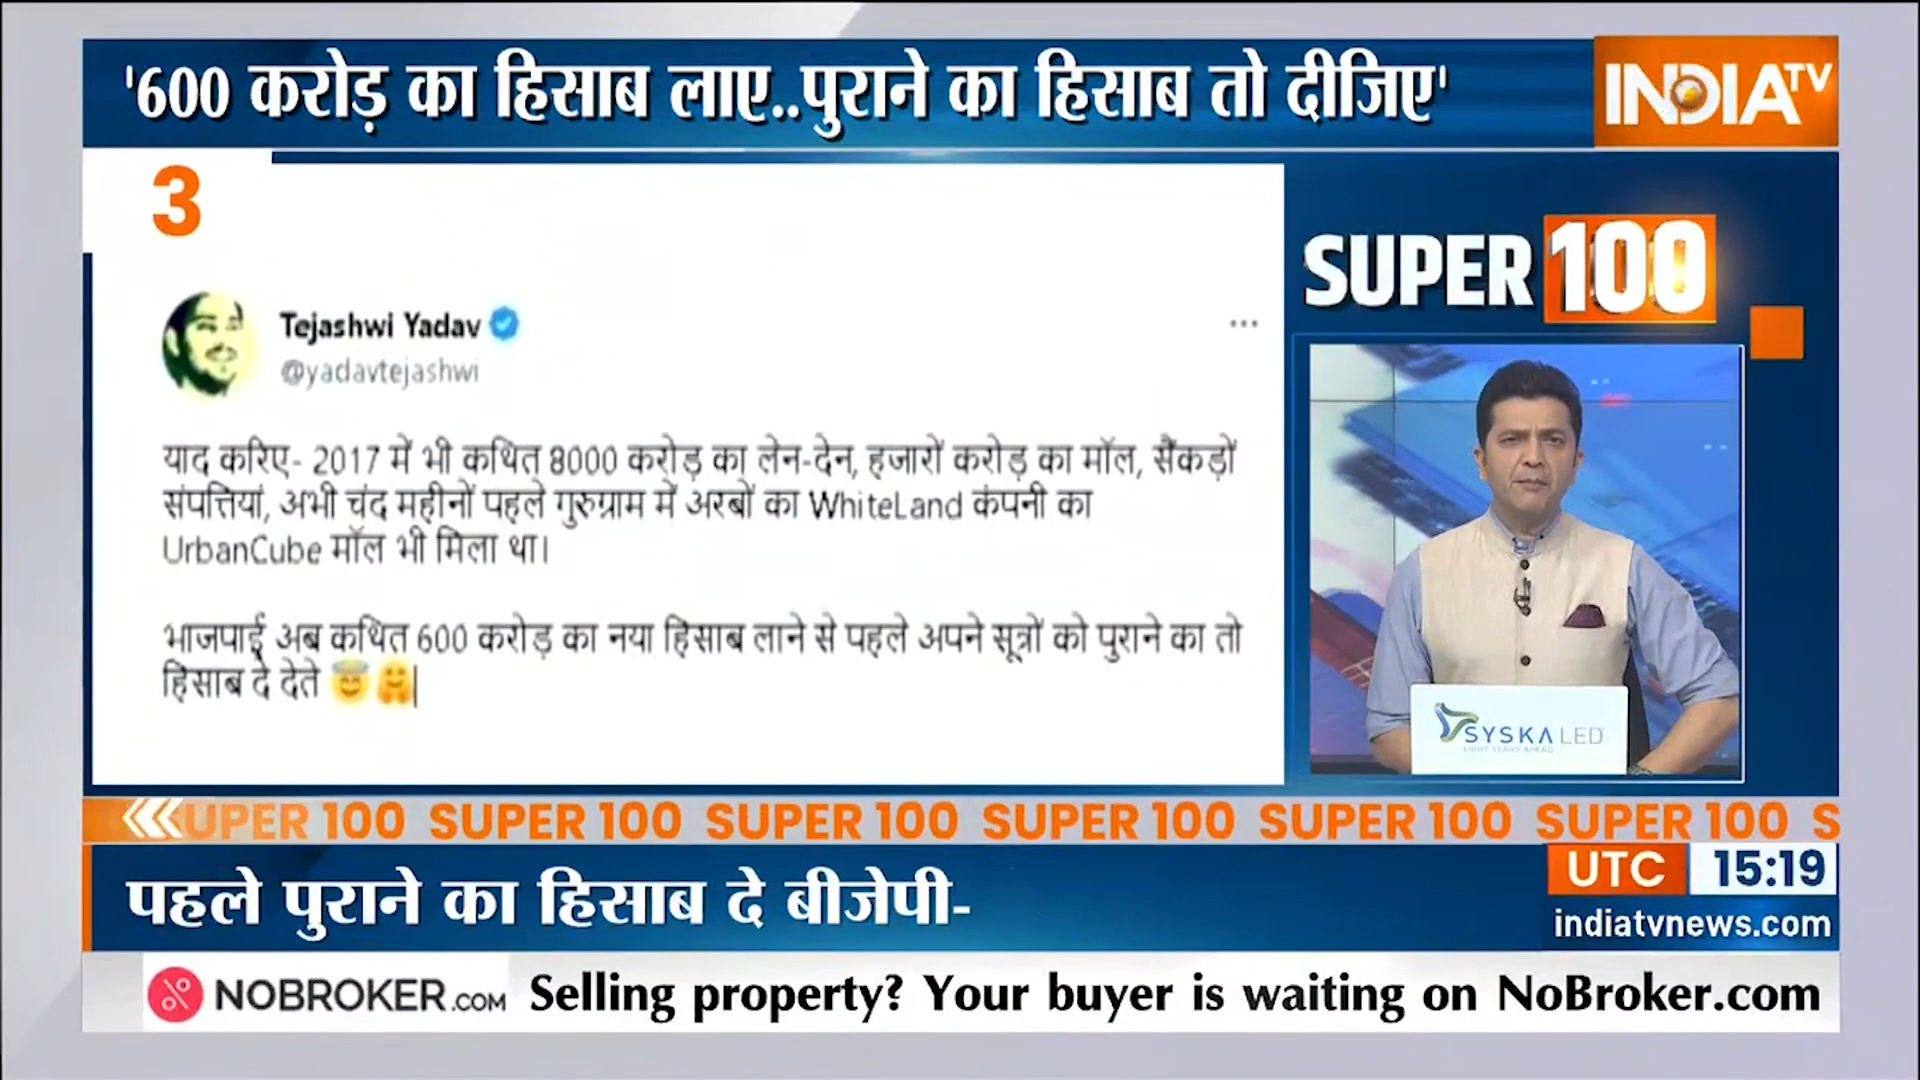 '600 करोड़ का हिसाब लाए..पुराने का हिसाब तो दीजिए'
INDIA TV
3
SUPER 100
Tejashwi Yadav
@yadavtejashwi
याद करिए- 2017 में भी कथित 8000 करोड़ का लेन-देन, हजारों करोड़ का मॉल, सैंकड़ों
संपत्तियां, अभी चंद महीनों पहले गुरुग्राम में अरबों का WhiteLand कंपनी का
UrbanCube मॉल भी मिला था।
भाजपाई अब कथित 600 करोड़ का नया हिसाब लाने से पहले अपने सूत्रों को पुराने का तो
हिसाब दे देते 😇🤗
SYSKA LED
LIGHT YEARS AHEAD
UPER 100 SUPER 100 SUPER 100 SUPER 100 SUPER 100 SUPER 100 S
पहले पुराने का हिसाब दे बीजेपी-
UTC 15:19
indiatvnews.com
NOBROKER.COM Selling property? Your buyer is waiting on NoBroker.com